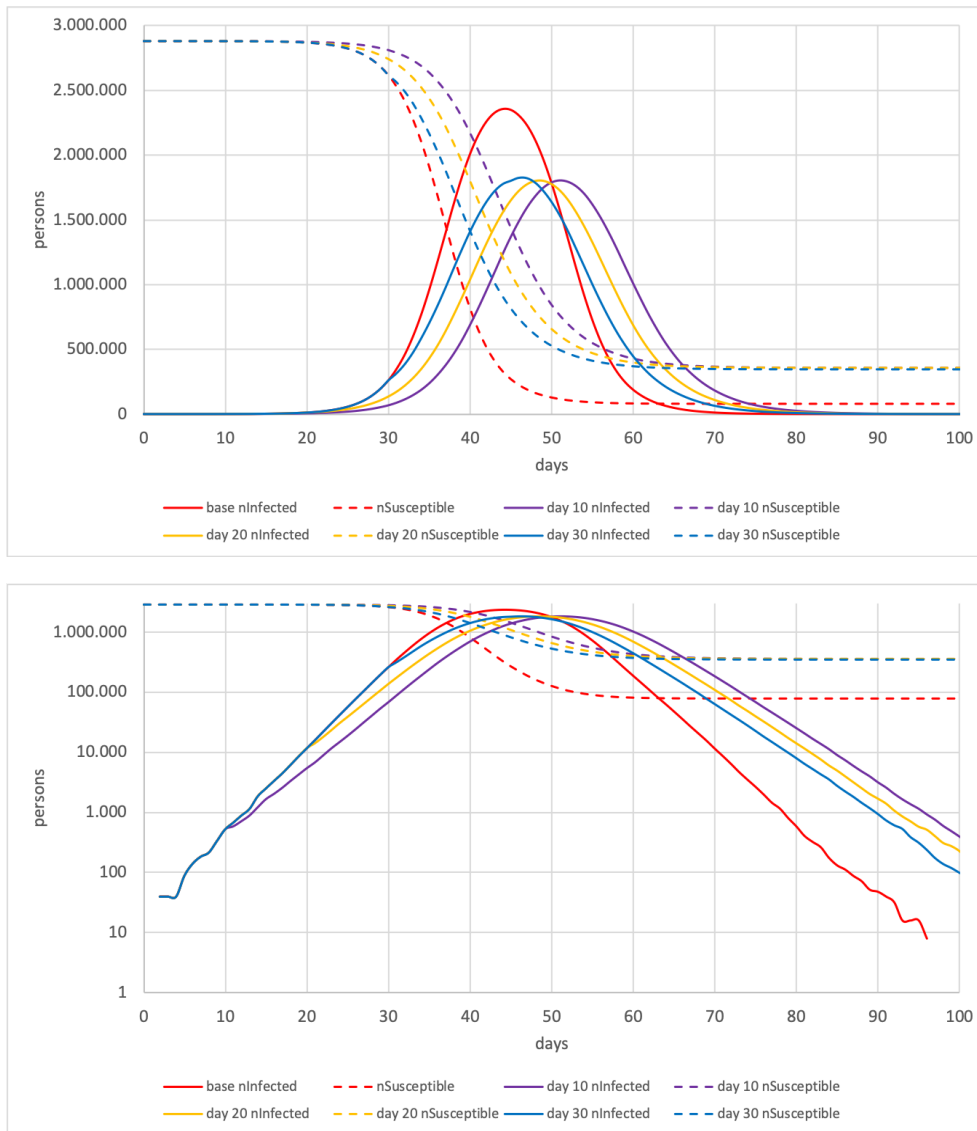 3.000.000
2.500.000
2.000.000
1.500.000
1.000.000
500.000
0
persons
0 10 20 30 40 50 60 70 80 90 100
days
base nInfected nSusceptible day 10 nInfected day 10 nSusceptible
day 20 nInfected day 20 nSusceptible day 30 nInfected day 30 nSusceptible
1.000.000
100.000
10.000
1.000
100
10
1
persons
0 10 20 30 40 50 60 70 80 90 100
days
base nInfected nSusceptible day 10 nInfected day 10 nSusceptible
day 20 nInfected day 20 nSusceptible day 30 nInfected day 30 nSusceptible